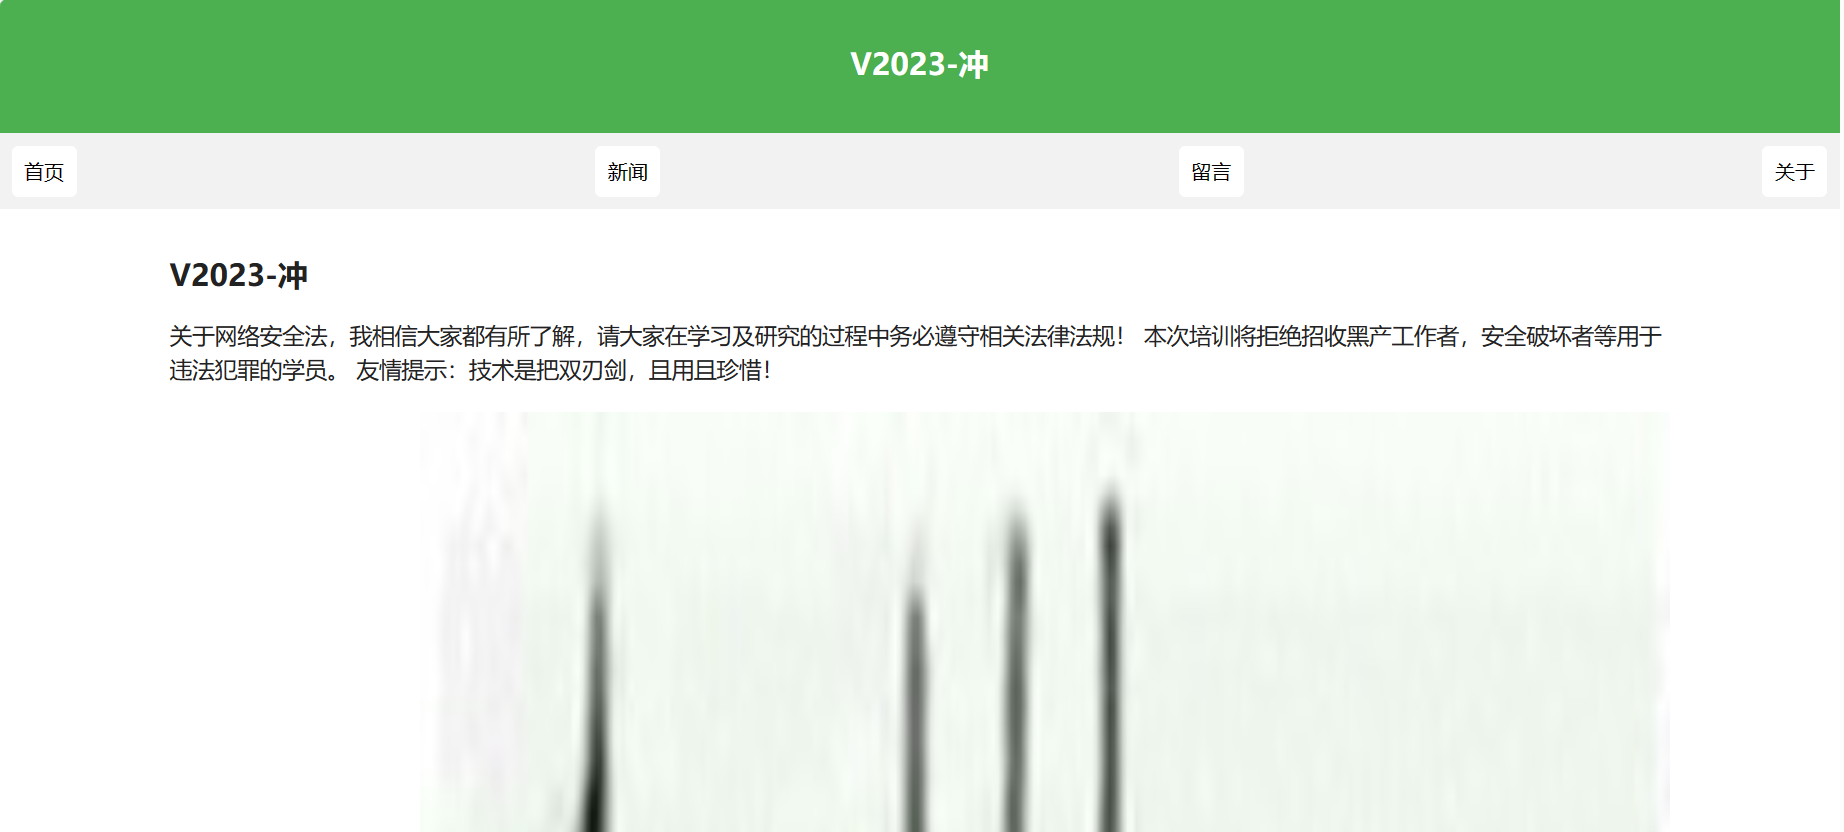 V2023-冲
首页 新闻 留言 关于
V2023-冲
关于网络安全法，我相信大家都有所了解，请大家在学习及研究的过程中务必遵守相关法律法规！ 本次培训将拒绝招收黑产工作者，安全破坏者等用于
违法犯罪的学员。 友情提示：技术是把双刃剑，且用且珍惜！